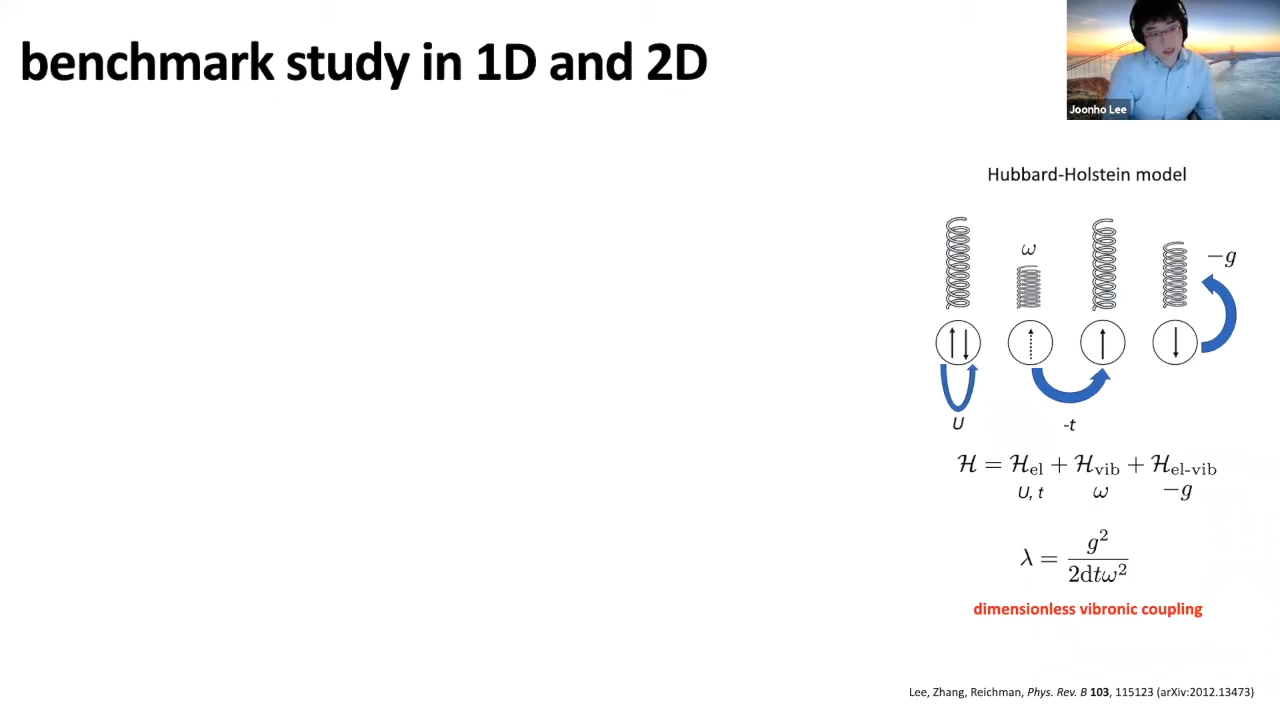 benchmark study in 1D and 2D
Joonho Lee
Hubbard-Holstein model
ω
−g
U
-t
ℋ = ℋ_el + ℋ_vib + ℋ_el-vib
U, t ω −g
λ = g² / 2dtω²
dimensionless vibronic coupling
Lee, Zhang, Reichman, Phys. Rev. B 103, 115123 (arXiv:2012.13473)